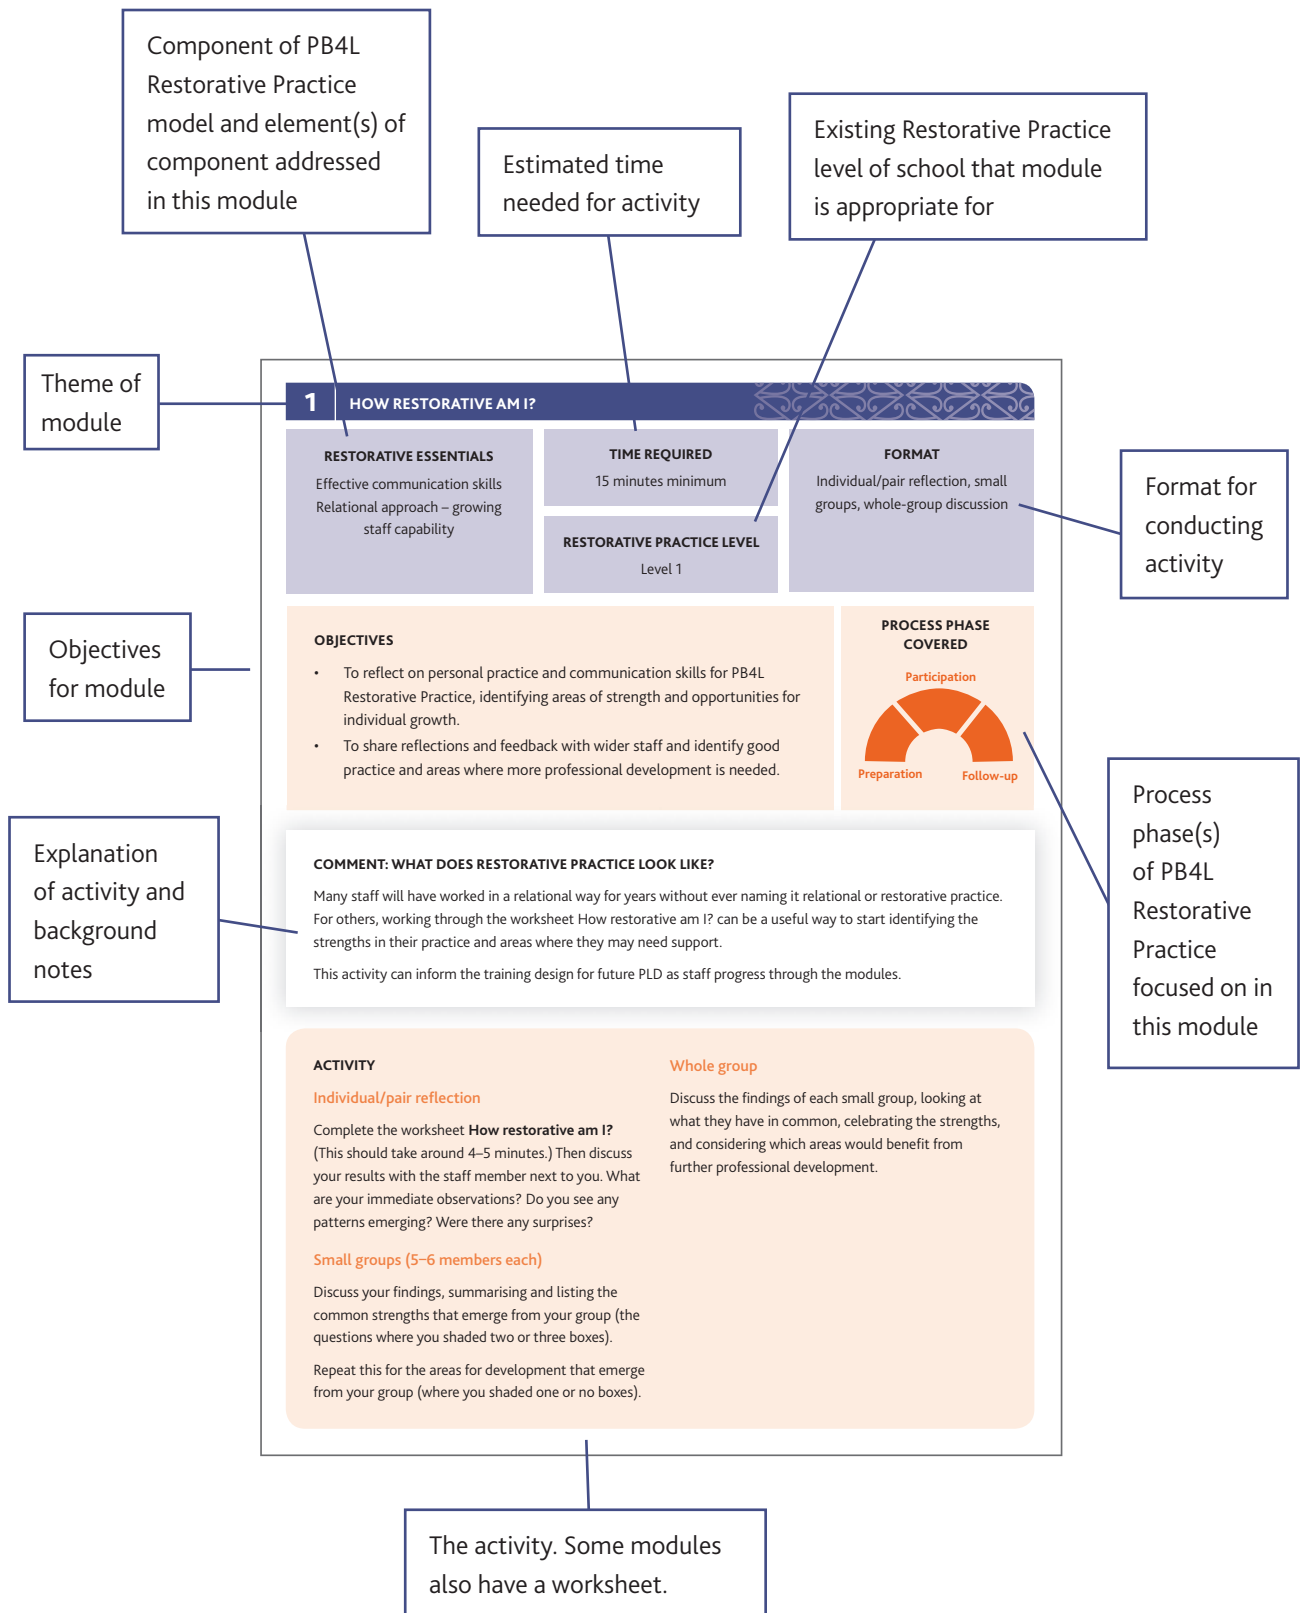 Component of PB4L
Restorative Practice
model and element(s) of
component addressed
in this module
Estimated time
needed for activity
Existing Restorative Practice
level of school that module
is appropriate for
Theme of
module
1 HOW RESTORATIVE AM I?
RESTORATIVE ESSENTIALS
Effective communication skills
Relational approach – growing
staff capability
TIME REQUIRED
15 minutes minimum
RESTORATIVE PRACTICE LEVEL
Level 1
FORMAT
Individual/pair reflection, small
groups, whole-group discussion
Format for
conducting
activity
Objectives
for module
OBJECTIVES
• To reflect on personal practice and communication skills for PB4L
Restorative Practice, identifying areas of strength and opportunities for
individual growth.
• To share reflections and feedback with wider staff and identify good
practice and areas where more professional development is needed.
PROCESS PHASE
COVERED
Participation
Preparation
Follow-up
Process
phase(s)
of PB4L
Restorative
Practice
focused on in
this module
Explanation
of activity and
background
notes
COMMENT: WHAT DOES RESTORATIVE PRACTICE LOOK LIKE?
Many staff will have worked in a relational way for years without ever naming it relational or restorative practice.
For others, working through the worksheet How restorative am I? can be a useful way to start identifying the
strengths in their practice and areas where they may need support.
This activity can inform the training design for future PLD as staff progress through the modules.
ACTIVITY
Individual/pair reflection
Complete the worksheet How restorative am I?
(This should take around 4–5 minutes.) Then discuss
your results with the staff member next to you. What
are your immediate observations? Do you see any
patterns emerging? Were there any surprises?
Small groups (5–6 members each)
Discuss your findings, summarising and listing the
common strengths that emerge from your group (the
questions where you shaded two or three boxes).
Repeat this for the areas for development that emerge
from your group (where you shaded one or no boxes).
Whole group
Discuss the findings of each small group, looking at
what they have in common, celebrating the strengths,
and considering which areas would benefit from
further professional development.
The activity. Some modules
also have a worksheet.